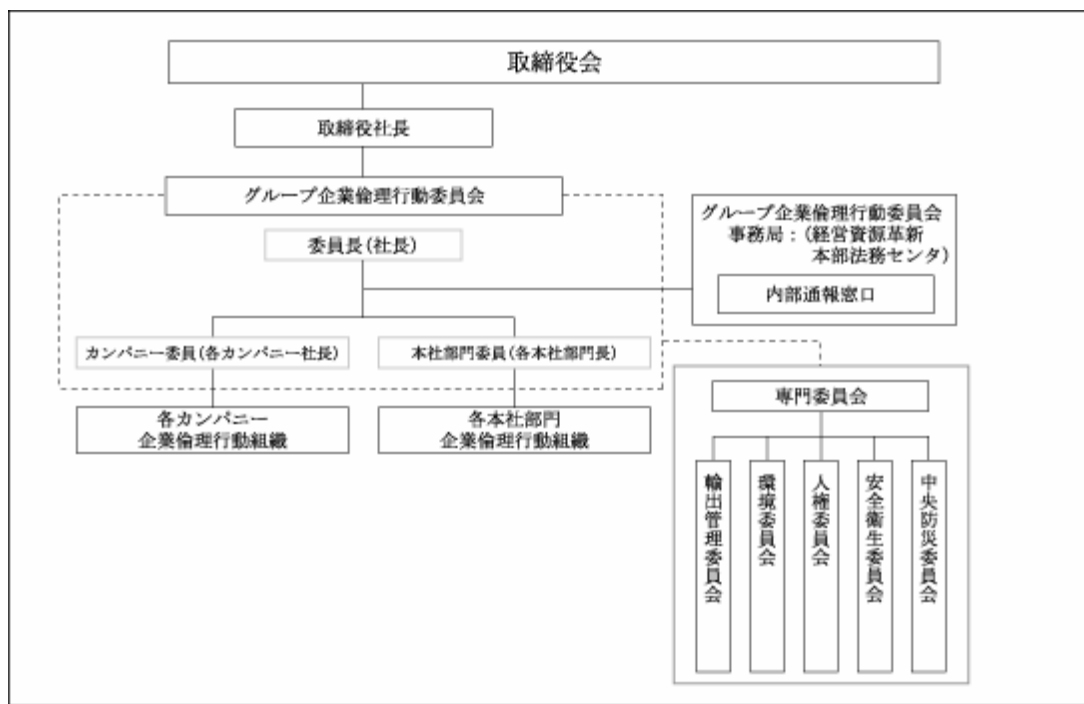 取締役会
取締役社長
グループ企業倫理行動委員会
委員長(社長)
グループ企業倫理行動委員会
事務局:(経営資源革新
本部法務センタ)
内部通報窓口
カンパニー委員(各カンパニー社長)
本社部門委員(各本社部門長)
各カンパニー
企業倫理行動組織
各本社部門
企業倫理行動組織
専門委員会
輸出管理委員会
環境委員会
人権委員会
安全衛生委員会
中央防災委員会